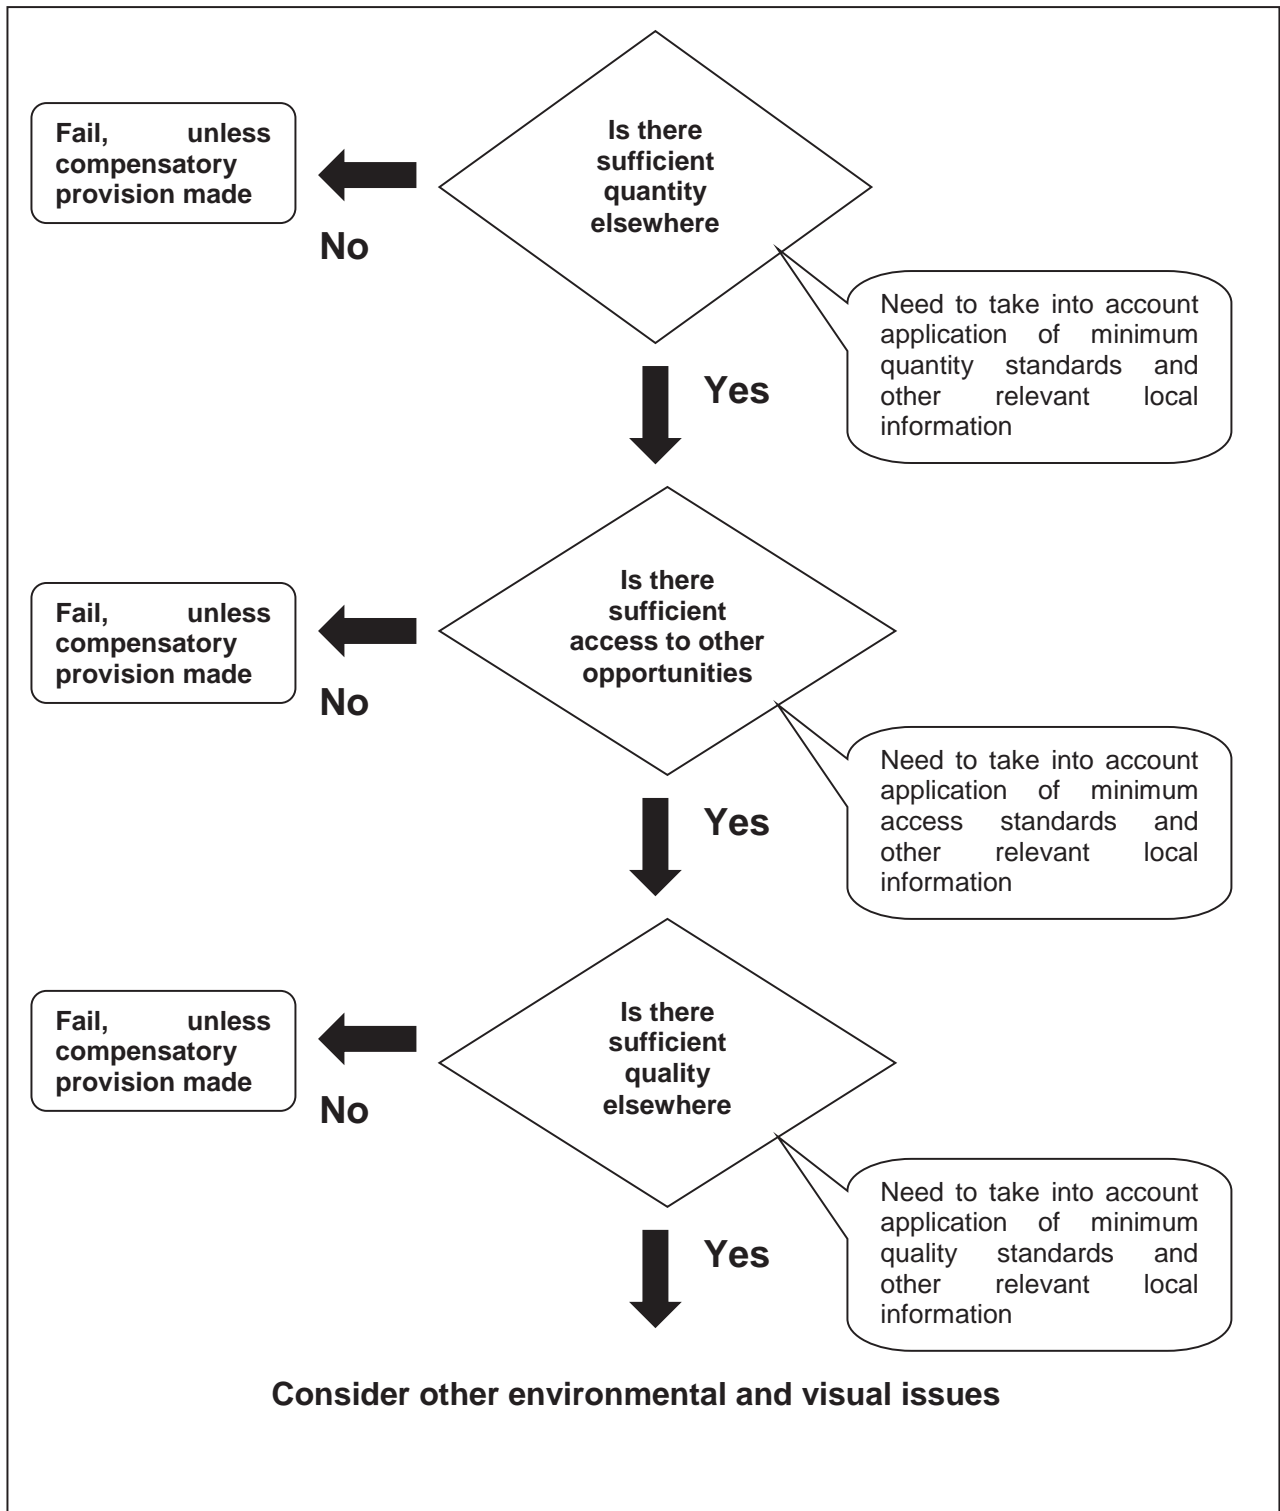 Is there
sufficient
quantity
elsewhere
Fail, unless
compensatory
provision made
No
Need to take into account
application of minimum
quantity standards and
other relevant local
information
Yes
Is there
sufficient
access to other
opportunities
Fail, unless
compensatory
provision made
No
Need to take into account
application of minimum
access standards and
other relevant local
information
Yes
Is there
sufficient
quality
elsewhere
Fail, unless
compensatory
provision made
No
Need to take into account
application of minimum
quality standards and
other relevant local
information
Yes
Consider other environmental and visual issues